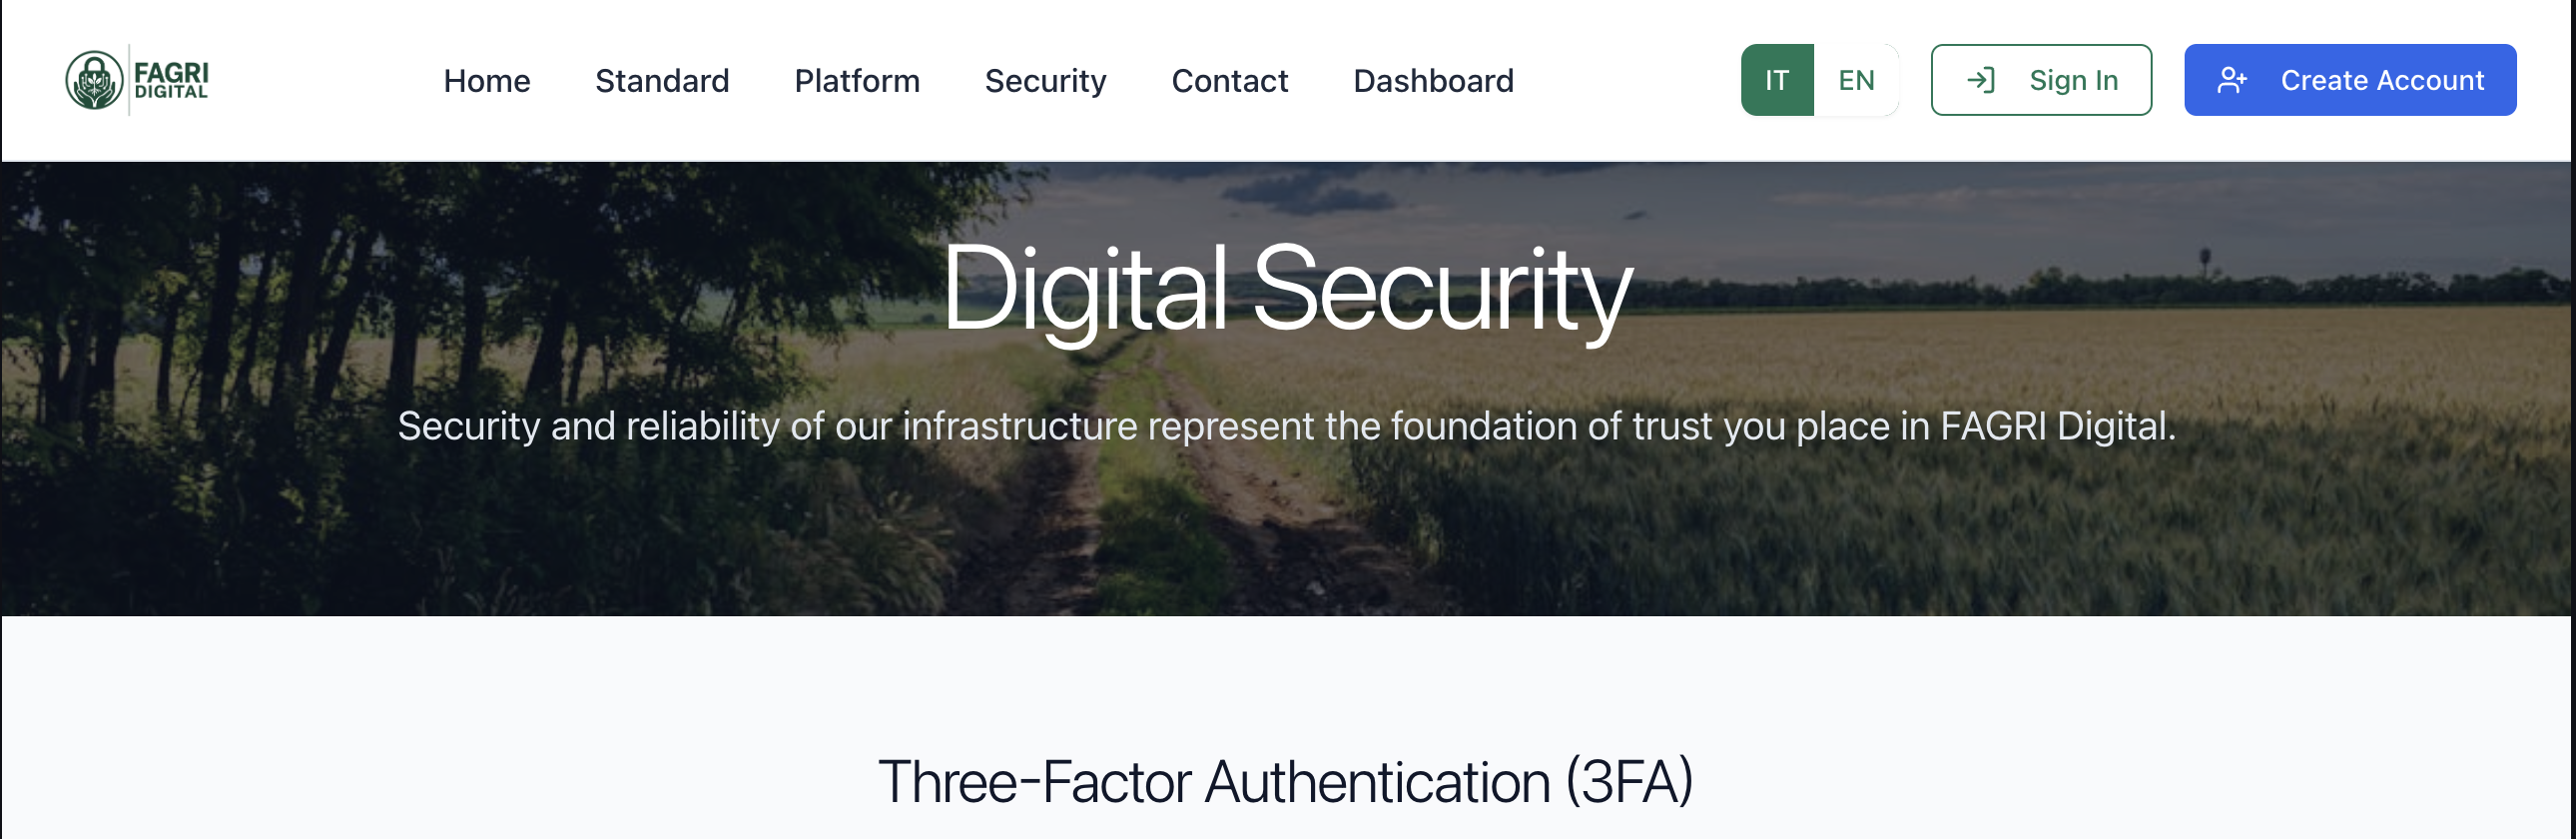 FAGRI
DIGITAL
Home Standard Platform Security Contact Dashboard IT EN Sign In Create Account
Digital Security
Security and reliability of our infrastructure represent the foundation of trust you place in FAGRI Digital.
Three-Factor Authentication (3FA)